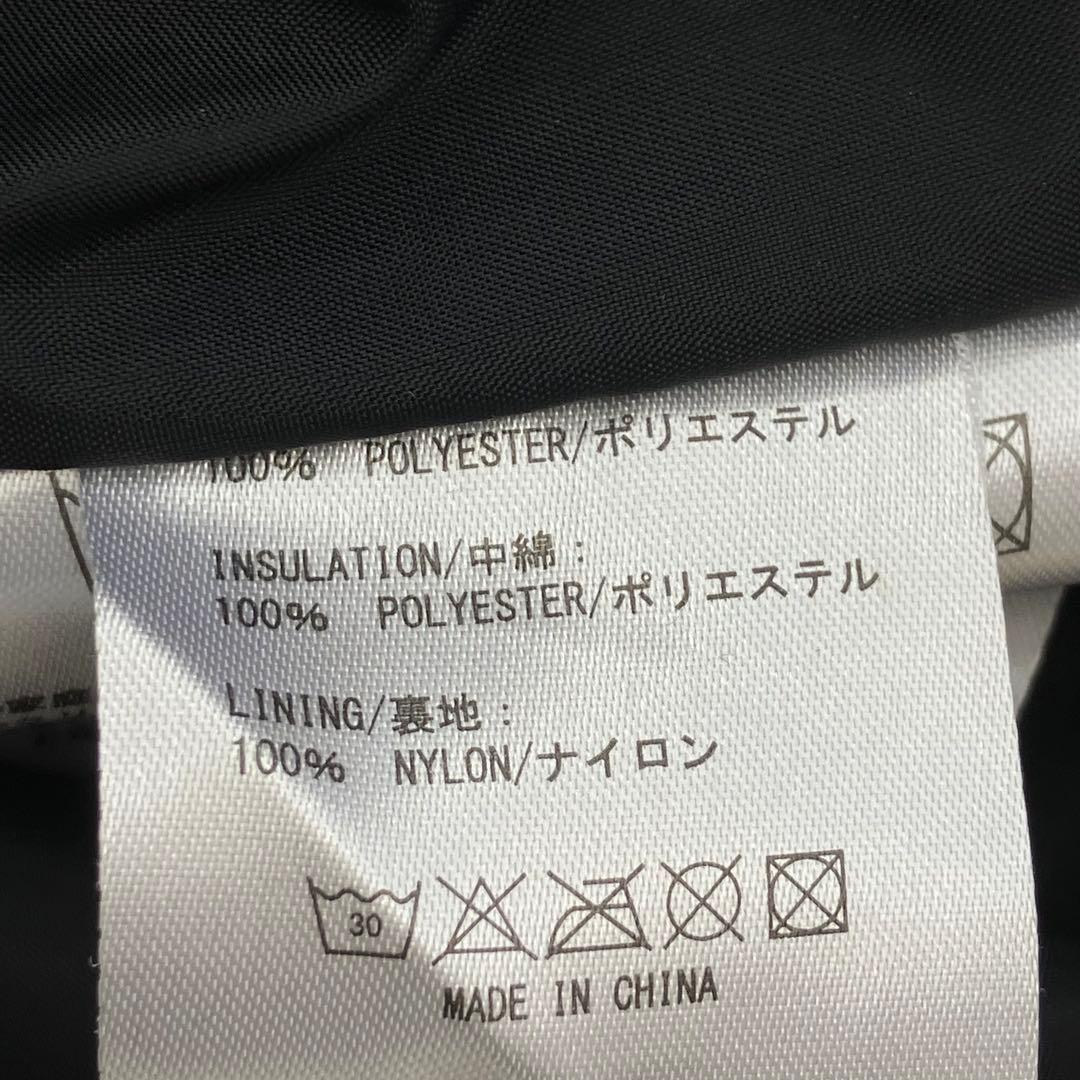 100% POLYESTER/ポリエステル
INSULATION/中綿:
100% POLYESTER/ポリエステル
LINING/裏地:
100% NYLON/ナイロン
30
MADE IN CHINA